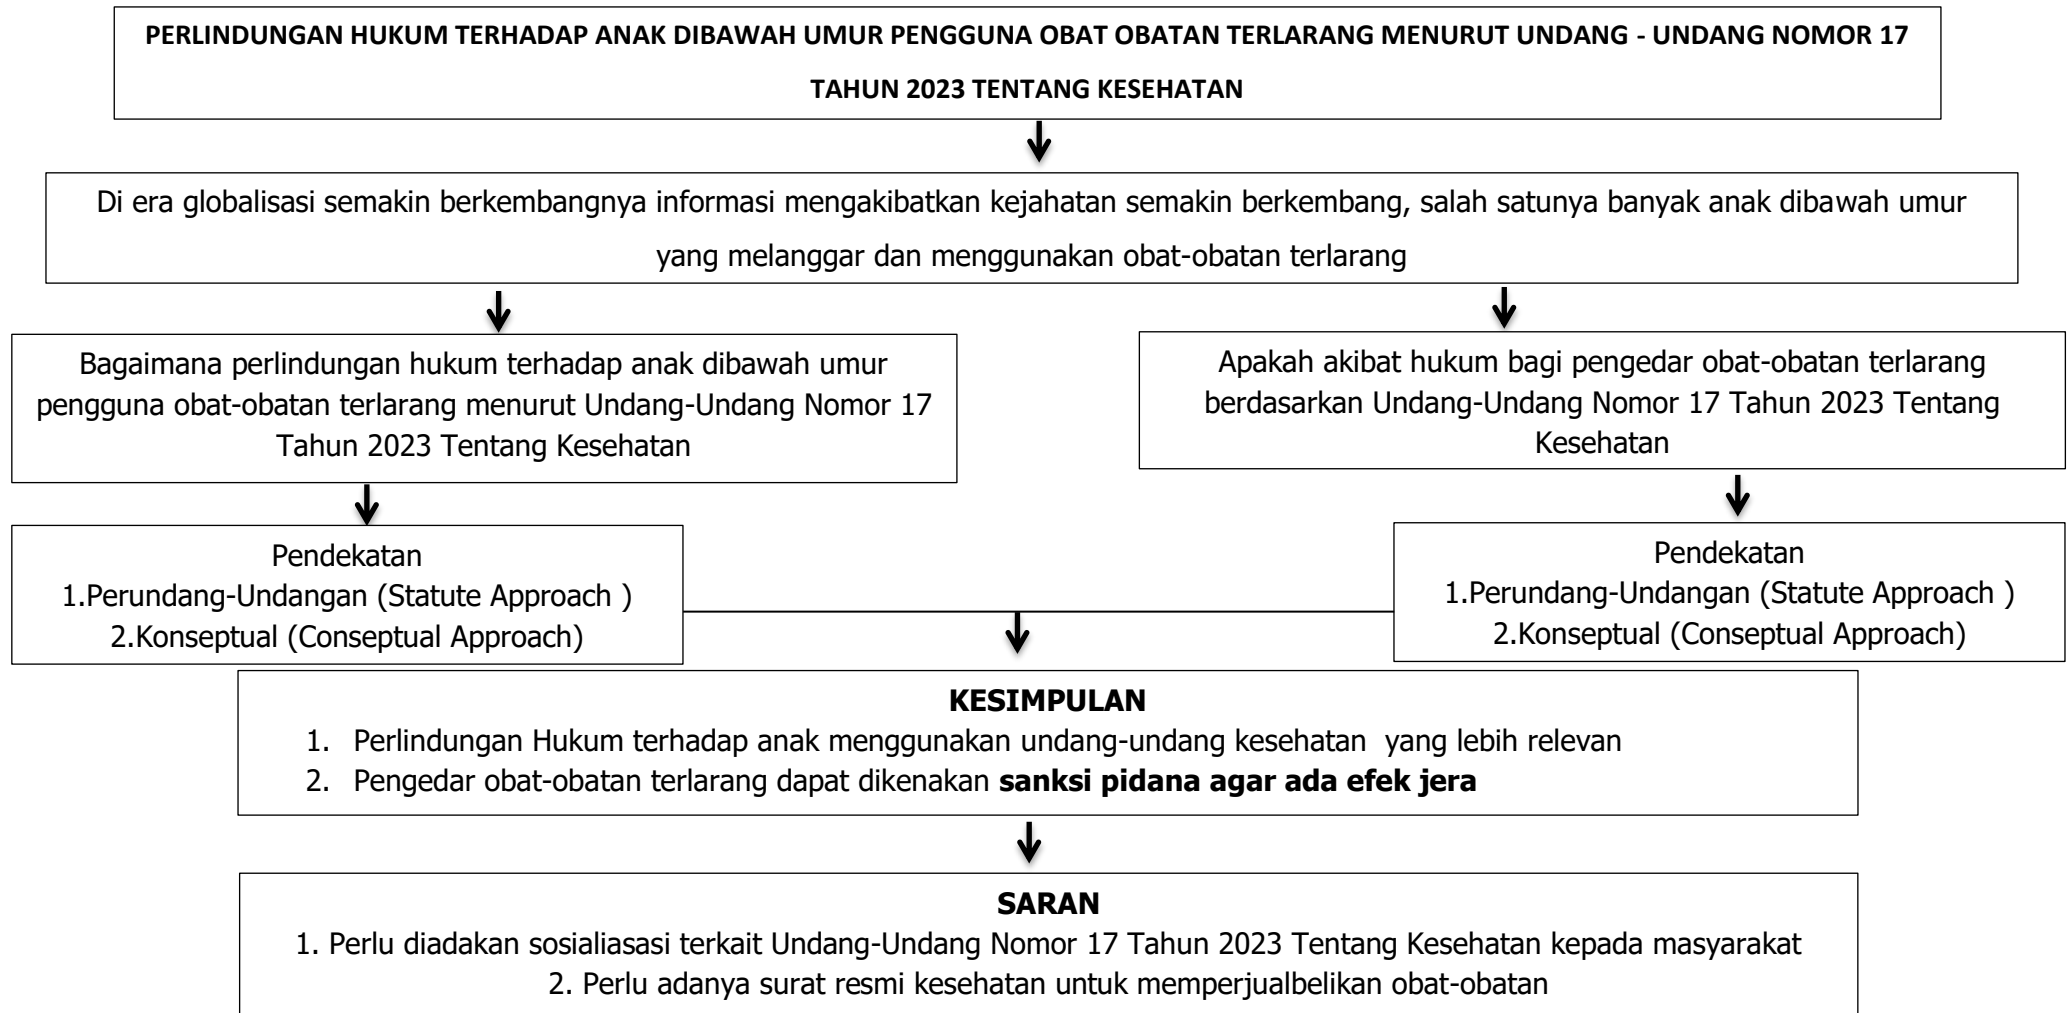 PERLINDUNGAN HUKUM TERHADAP ANAK DIBAWAH UMUR PENGGUNA OBAT OBATAN TERLARANG MENURUT UNDANG - UNDANG NOMOR 17
TAHUN 2023 TENTANG KESEHATAN
Di era globalisasi semakin berkembangnya informasi mengakibatkan kejahatan semakin berkembang, salah satunya banyak anak dibawah umur
yang melanggar dan menggunakan obat-obatan terlarang
Bagaimana perlindungan hukum terhadap anak dibawah umur
pengguna obat-obatan terlarang menurut Undang-Undang Nomor 17
Tahun 2023 Tentang Kesehatan
Apakah akibat hukum bagi pengedar obat-obatan terlarang
berdasarkan Undang-Undang Nomor 17 Tahun 2023 Tentang
Kesehatan
Pendekatan
1.Perundang-Undangan (Statute Approach )
2.Konseptual (Conseptual Approach)
Pendekatan
1.Perundang-Undangan (Statute Approach )
2.Konseptual (Conseptual Approach)
KESIMPULAN
1. Perlindungan Hukum terhadap anak menggunakan undang-undang kesehatan yang lebih relevan
2. Pengedar obat-obatan terlarang dapat dikenakan sanksi pidana agar ada efek jera
SARAN
1. Perlu diadakan sosialiasasi terkait Undang-Undang Nomor 17 Tahun 2023 Tentang Kesehatan kepada masyarakat
2. Perlu adanya surat resmi kesehatan untuk memperjualbelikan obat-obatan